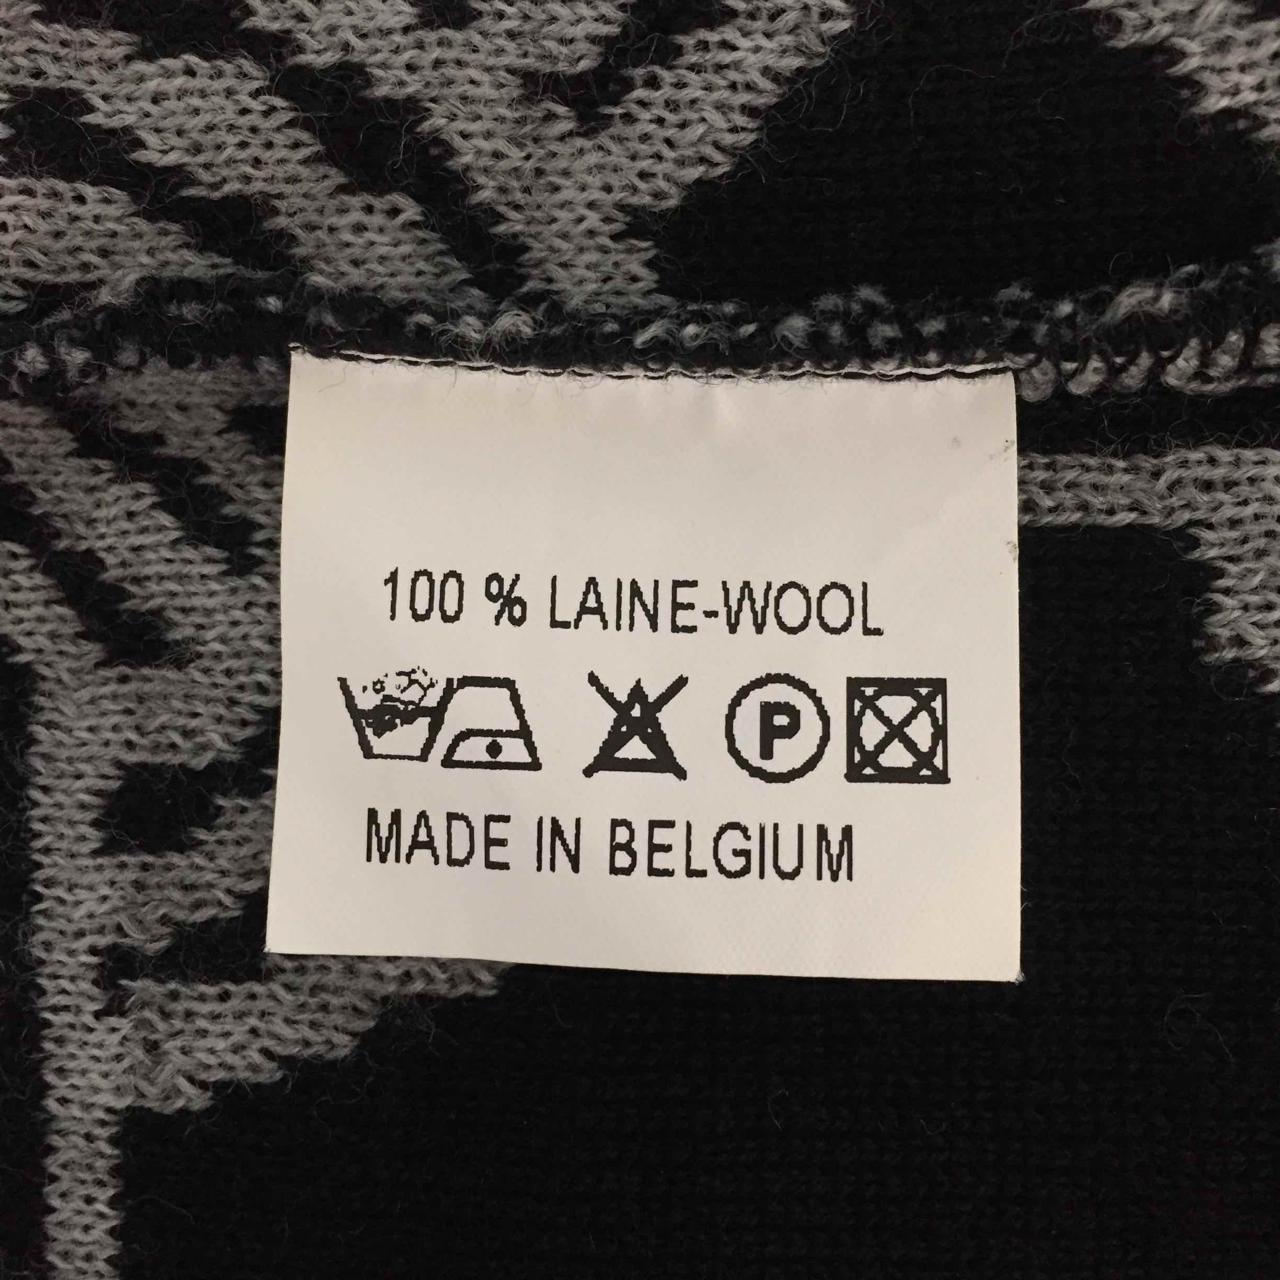 100 % LAINE-WOOL
P
MADE IN BELGIUM